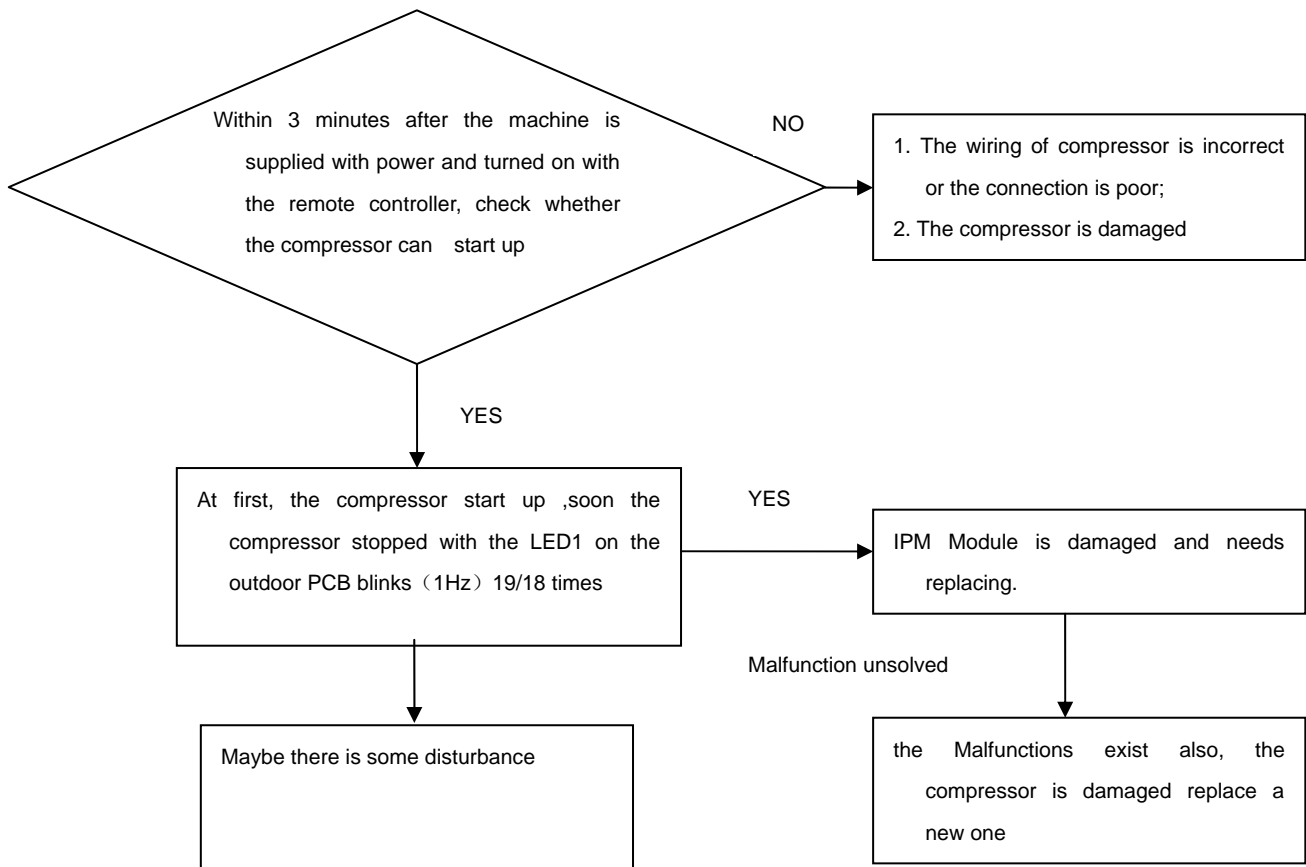 Within 3 minutes after the machine is
supplied with power and turned on with
the remote controller, check whether
the compressor can start up
NO
1. The wiring of compressor is incorrect
or the connection is poor;
2. The compressor is damaged
YES
At first, the compressor start up ,soon the
compressor stopped with the LED1 on the
outdoor PCB blinks（1Hz）19/18 times
YES
IPM Module is damaged and needs
replacing.
Malfunction unsolved
Maybe there is some disturbance
the Malfunctions exist also, the
compressor is damaged replace a
new one